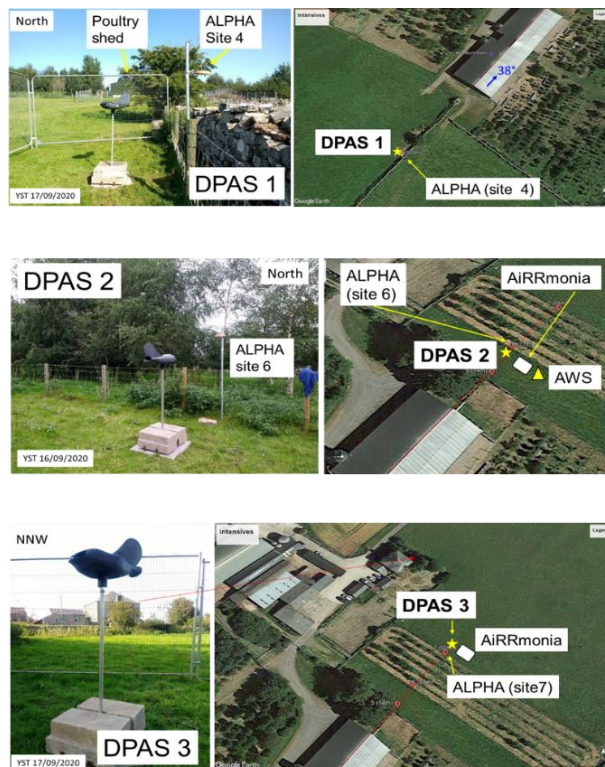 North
Poultry
shed
ALPHA
Site 4
DPAS 1
YST 17/09/2020
Intensives
38°
DPAS 1
ALPHA (site 4)
Google Earth
DPAS 2
North
ALPHA
site 6
YST 16/09/2020
ALPHA
(site 6)
AiRRmonia
DPAS 2
AWS
NNW
DPAS 3
YST 17/09/2020
Intensives
DPAS 3
AiRRmonia
ALPHA (site7)
Google Earth